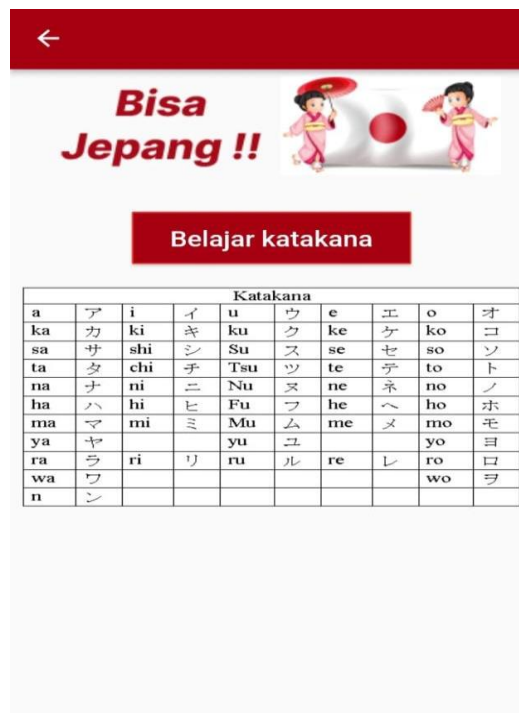 Bisa
Jepang !!
Belajar katakana
Katakana
a ア i イ u ウ e エ o オ
ka カ ki キ ku ク ke ケ ko コ
sa サ shi シ Su ス se セ so ソ
ta タ chi チ Tsu ツ te テ to ト
na ナ ni ニ Nu ヌ ne ネ no ノ
ha ハ hi ヒ Fu フ he ヘ ho ホ
ma マ mi ミ Mu ム me メ mo モ
ya ヤ yu ユ yo ヨ
ra ラ ri リ ru ル re レ ro ロ
wa ワ wo ヲ
n ン